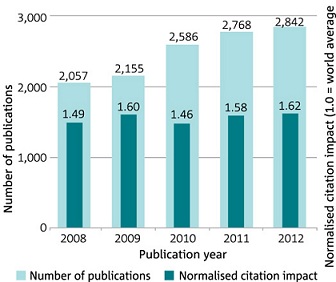 Number of publications
3,000
2,000
1,000
0
2,057
2,155
2,586
2,768
2,842
1.49
1.60
1.46
1.58
1.62
2008 2009 2010 2011 2012
Publication year
Normalised citation impact (1.0 = world average
Number of publications Normalised citation impact